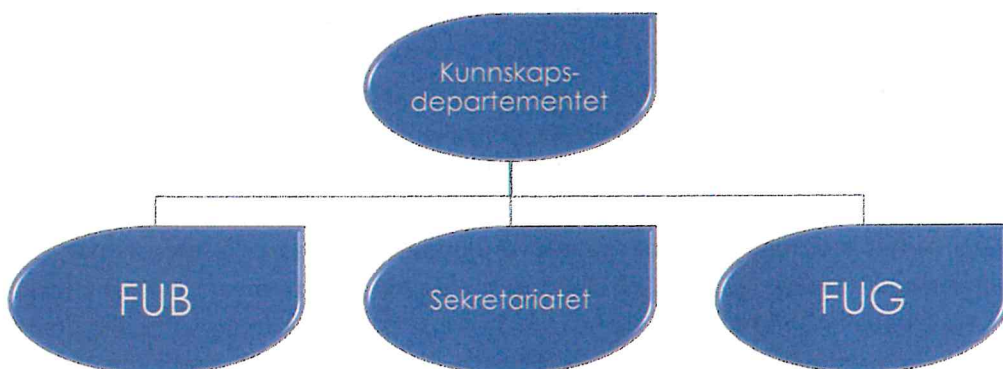 Kunnskaps-
departementet
FUB
Sekretariatet
FUG